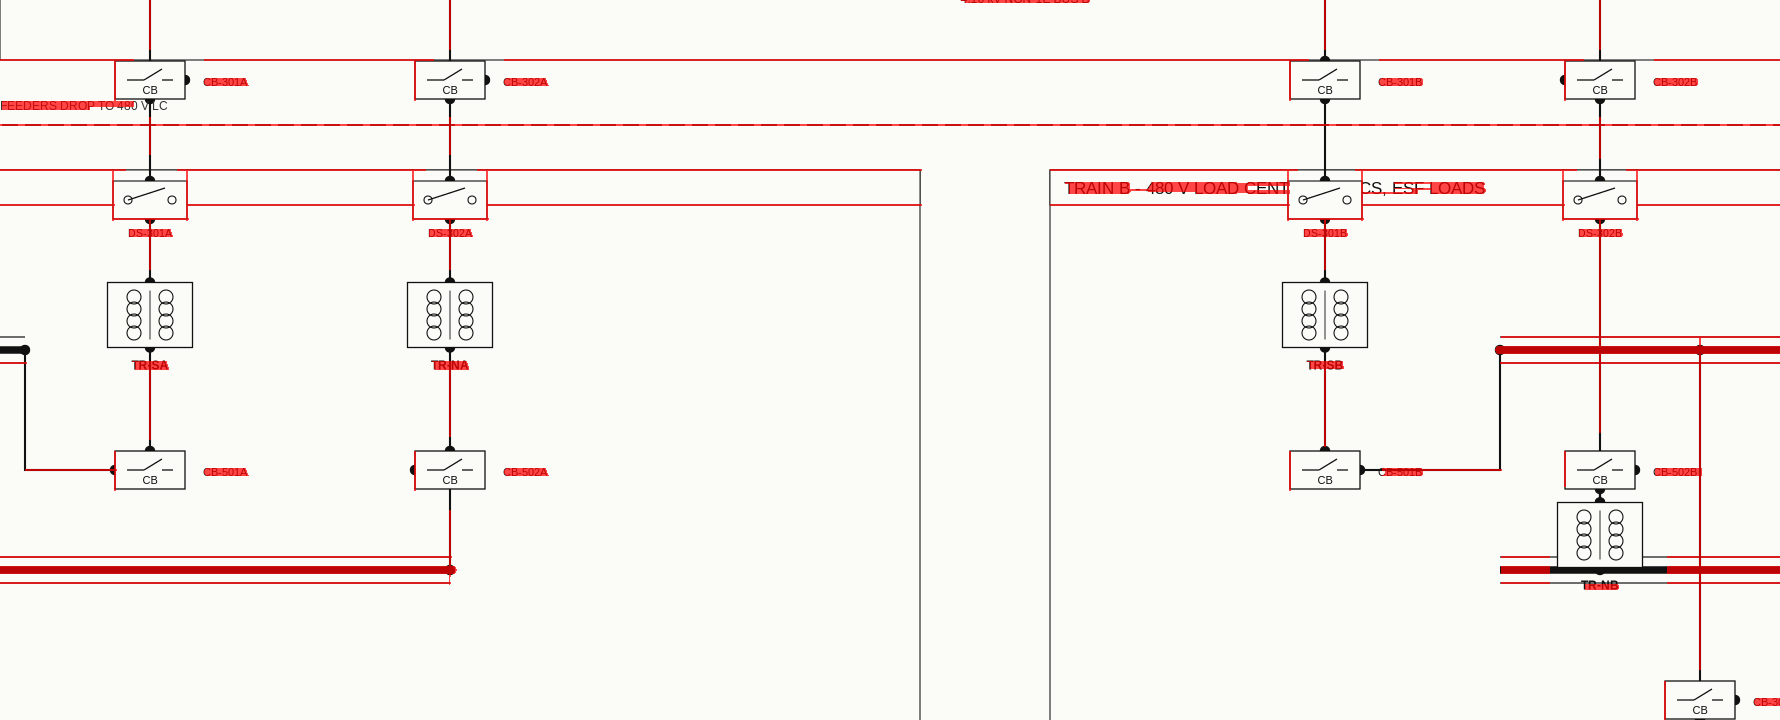 CB-301A
CB-302A
CB-301B
CB-302B
CB
CB
CB
CB
FEEDERS DROP TO 480 V LC
TRAIN B - 480 V LOAD CENT CS, ESF LOADS
DS-301A
DS-302A
DS-301B
DS-302B
TR-SA
TR-NA
TR-SB
CB-501A
CB-502A
CB-501B
CB-502B
CB
CB
CB
CB
TR-NB
CB